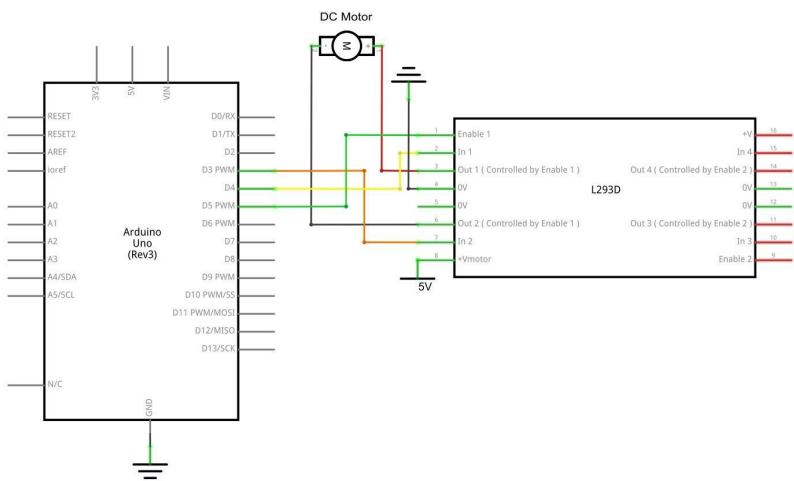 DC Motor
M
- +
3V3
5V
VIN
RESET
RESET2
AREF
ioref
A0
A1
A2
A3
A4/SDA
A5/SCL
N/C
Arduino
Uno
(Rev3)
D0/RX
D1/TX
D2
D3 PWM
D4
D5 PWM
D6 PWM
D7
D8
D9 PWM
D10 PWM/SS
D11 PWM/MOSI
D12/MISO
D13/SCK
GND
1 Enable 1
2 In 1
3 Out 1 ( Controlled by Enable 1 )
4 0V
5 0V
6 Out 2 ( Controlled by Enable 1 )
7 In 2
8 +Vmotor
5V
L293D
+V 16
In 4 15
Out 4 ( Controlled by Enable 2 ) 14
0V 13
0V 12
Out 3 ( Controlled by Enable 2 ) 11
In 3 10
Enable 2 9